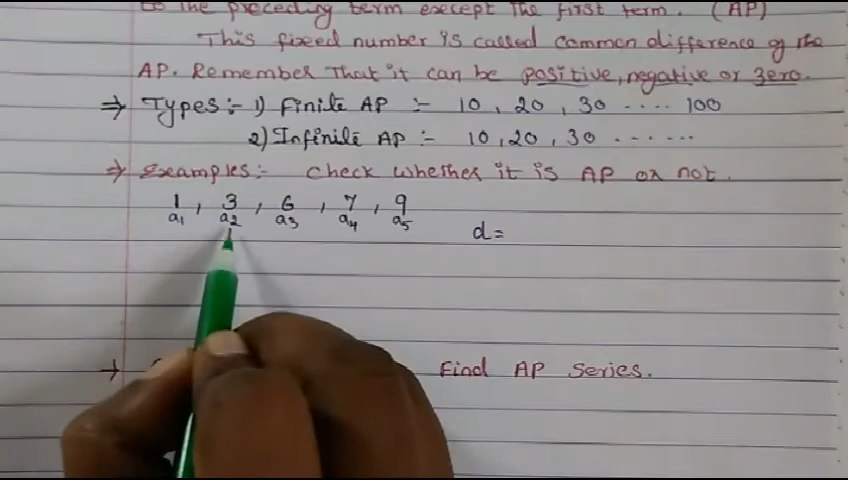 to the preceding term except the first term. (AP)
This fixed number is called common difference of the
AP. Remember that it can be positive, negative or zero.
⇒ Types:- 1) Finite AP :- 10, 20, 30 ..... 100
2) Infinite AP :- 10, 20, 30 .......
⇒ Examples:- check whether it is AP or not.
1, 3, 6, 7, 9
a1 a2 a3 a4 a5 d=
→ Find AP series.